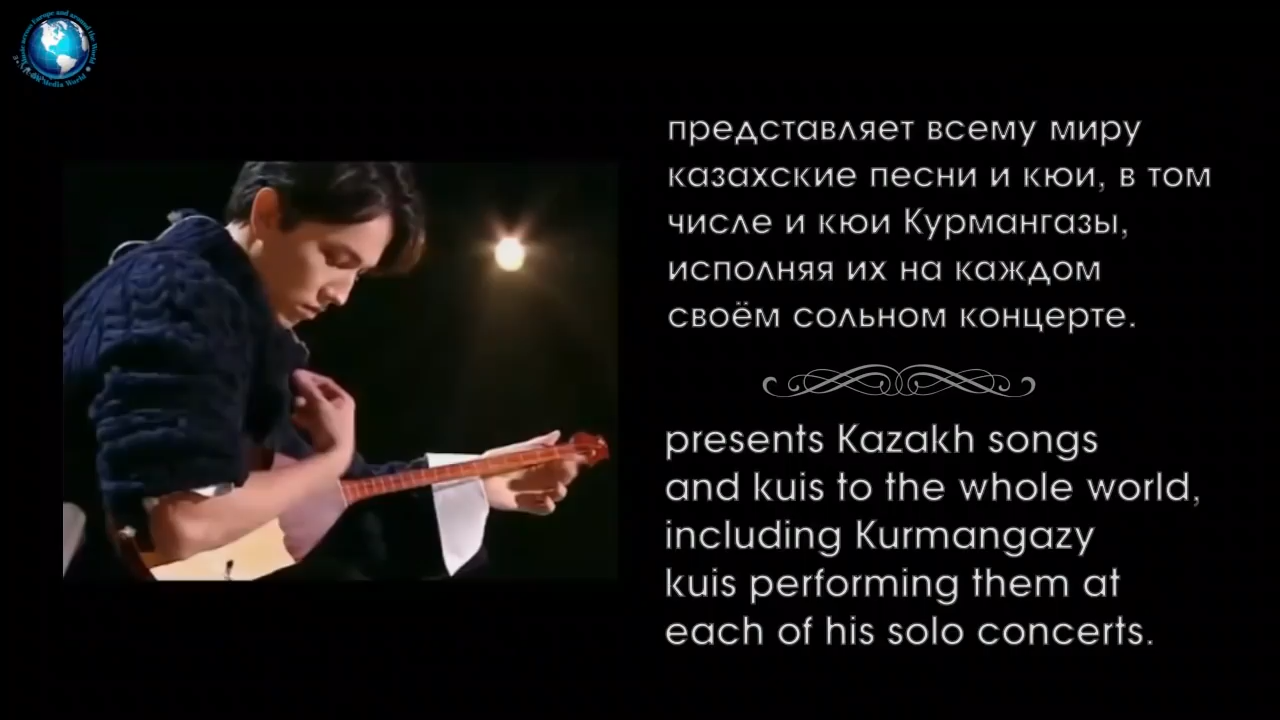 представляет всему миру
казахские песни и кюи, в том
числе и кюи Курмангазы,
исполняя их на каждом
своём сольном концерте.
presents Kazakh songs
and kuis to the whole world,
including Kurmangazy
kuis performing them at
each of his solo concerts.